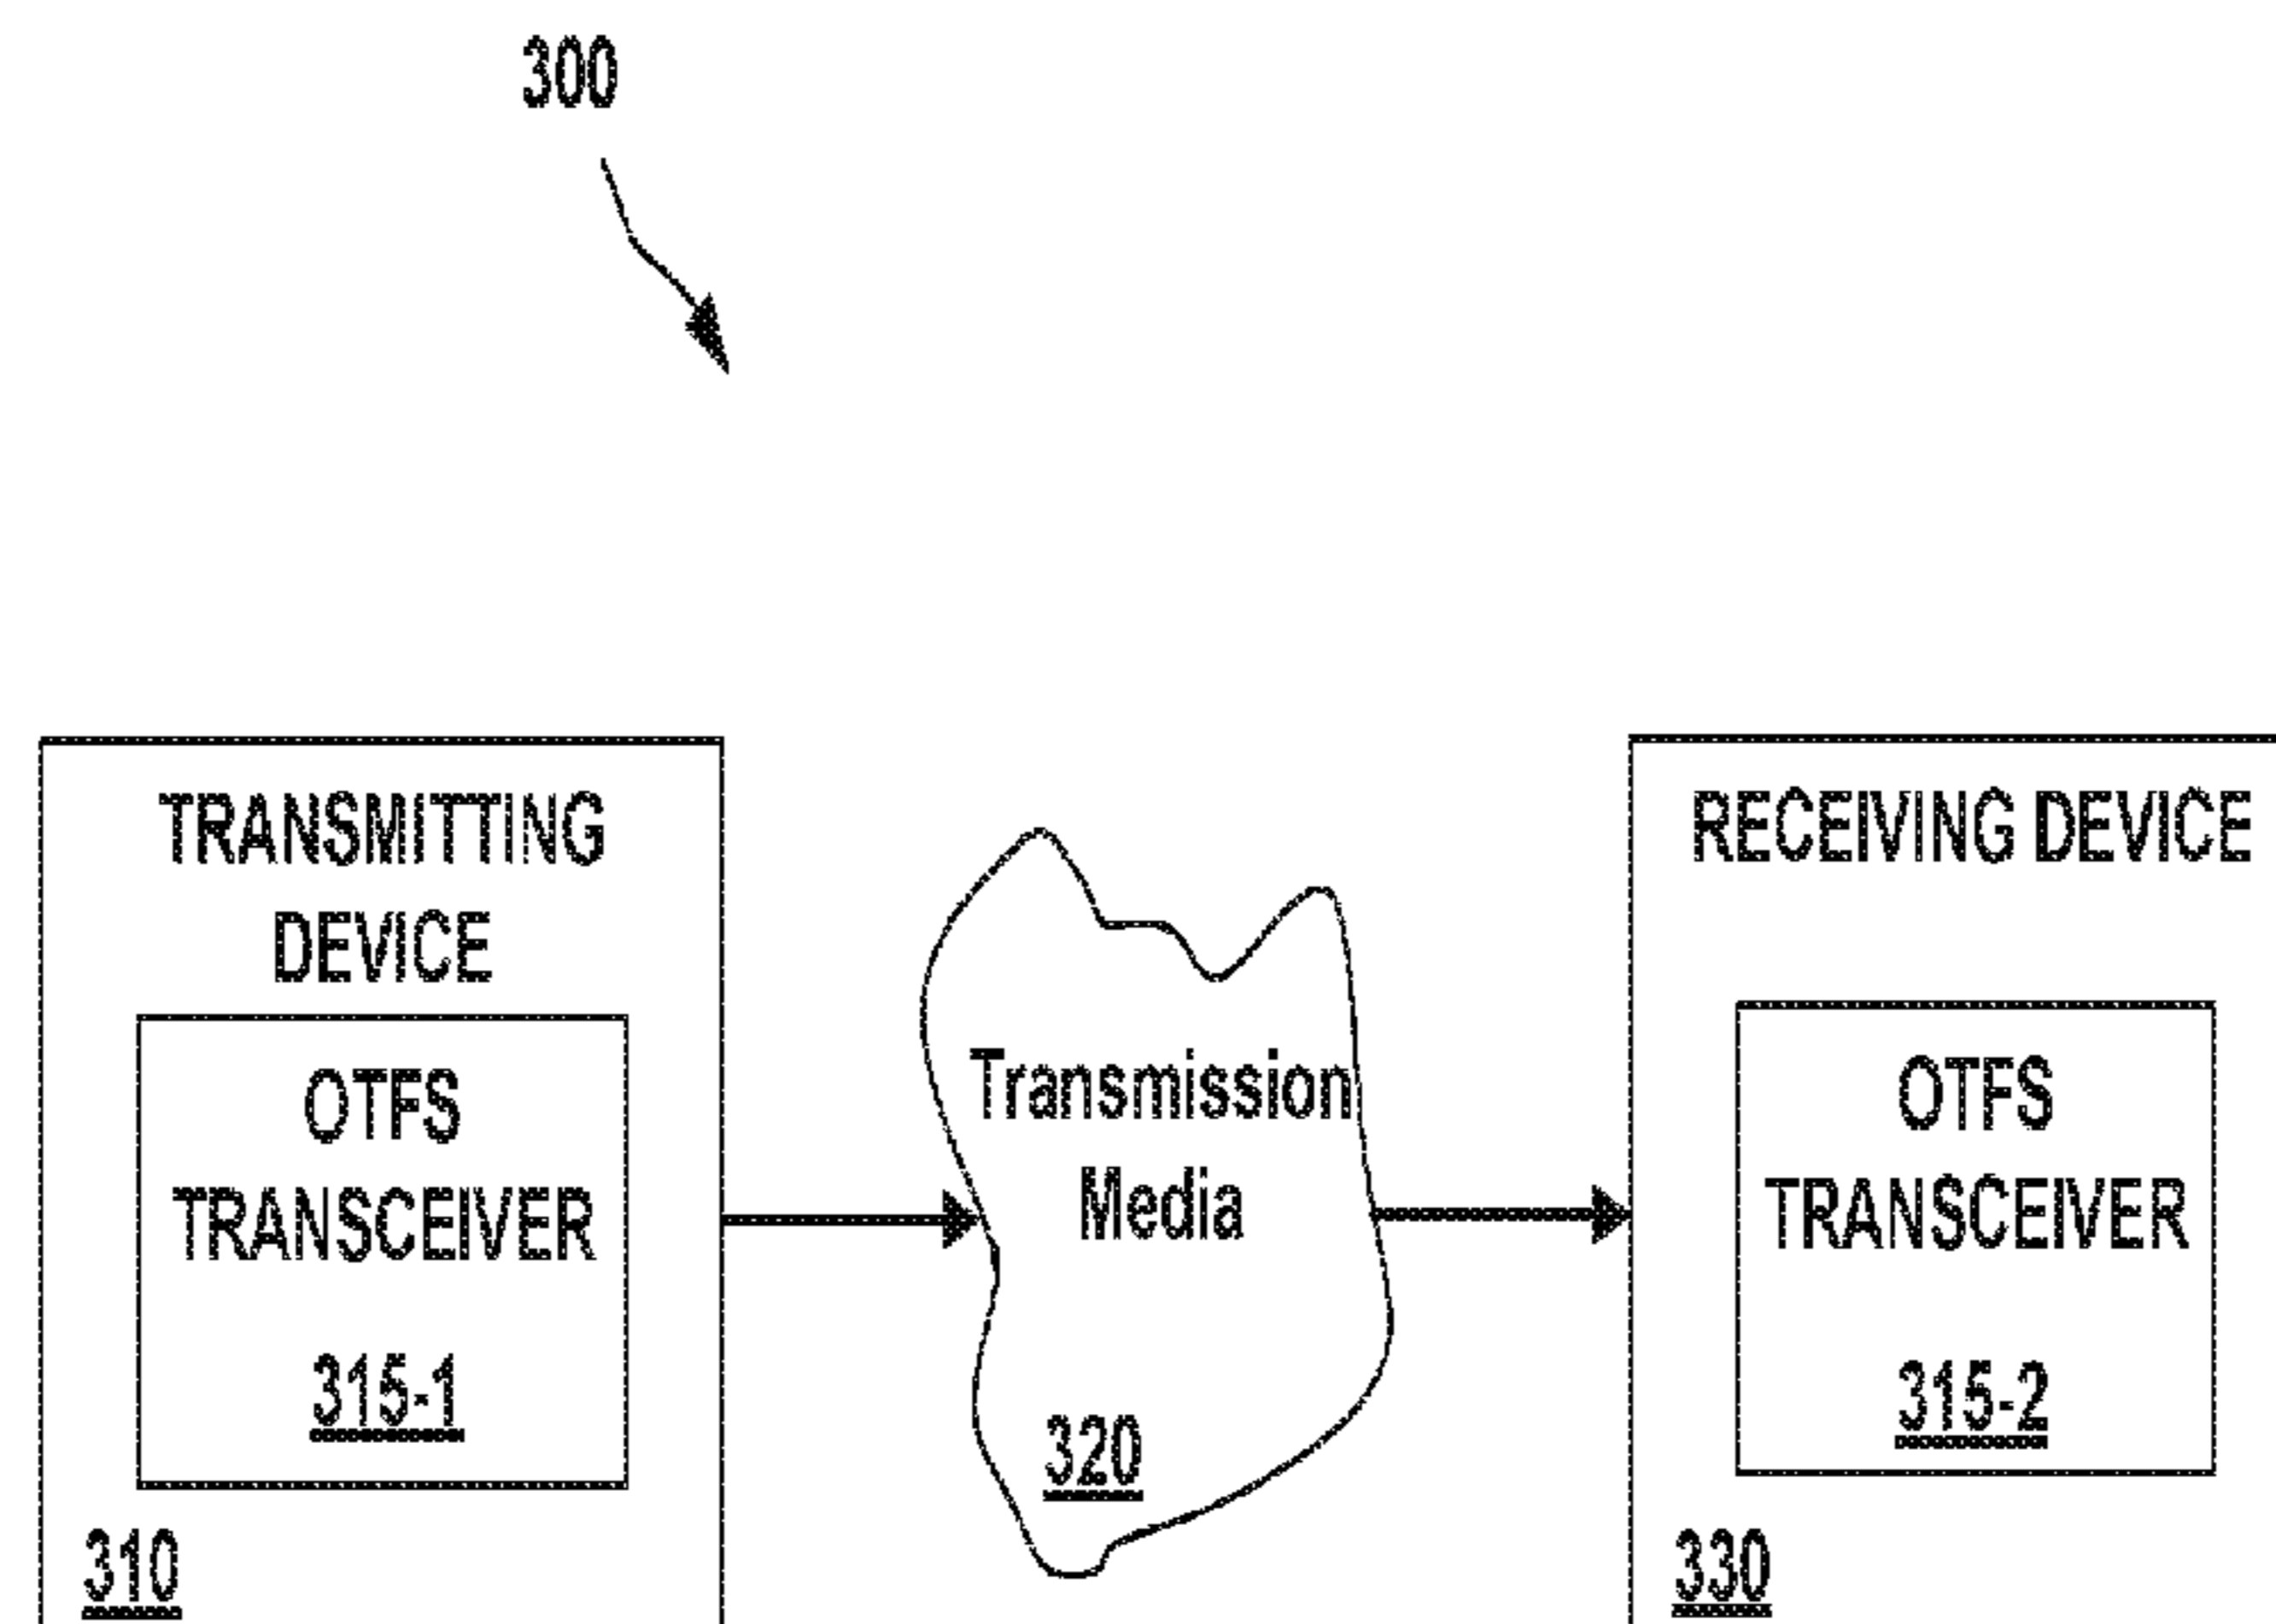 300
TRANSMITTING
DEVICE
OTFS
TRANSCEIVER
315-1
310
Transmission
Media
320
RECEIVING DEVICE
OTFS
TRANSCEIVER
315-2
330